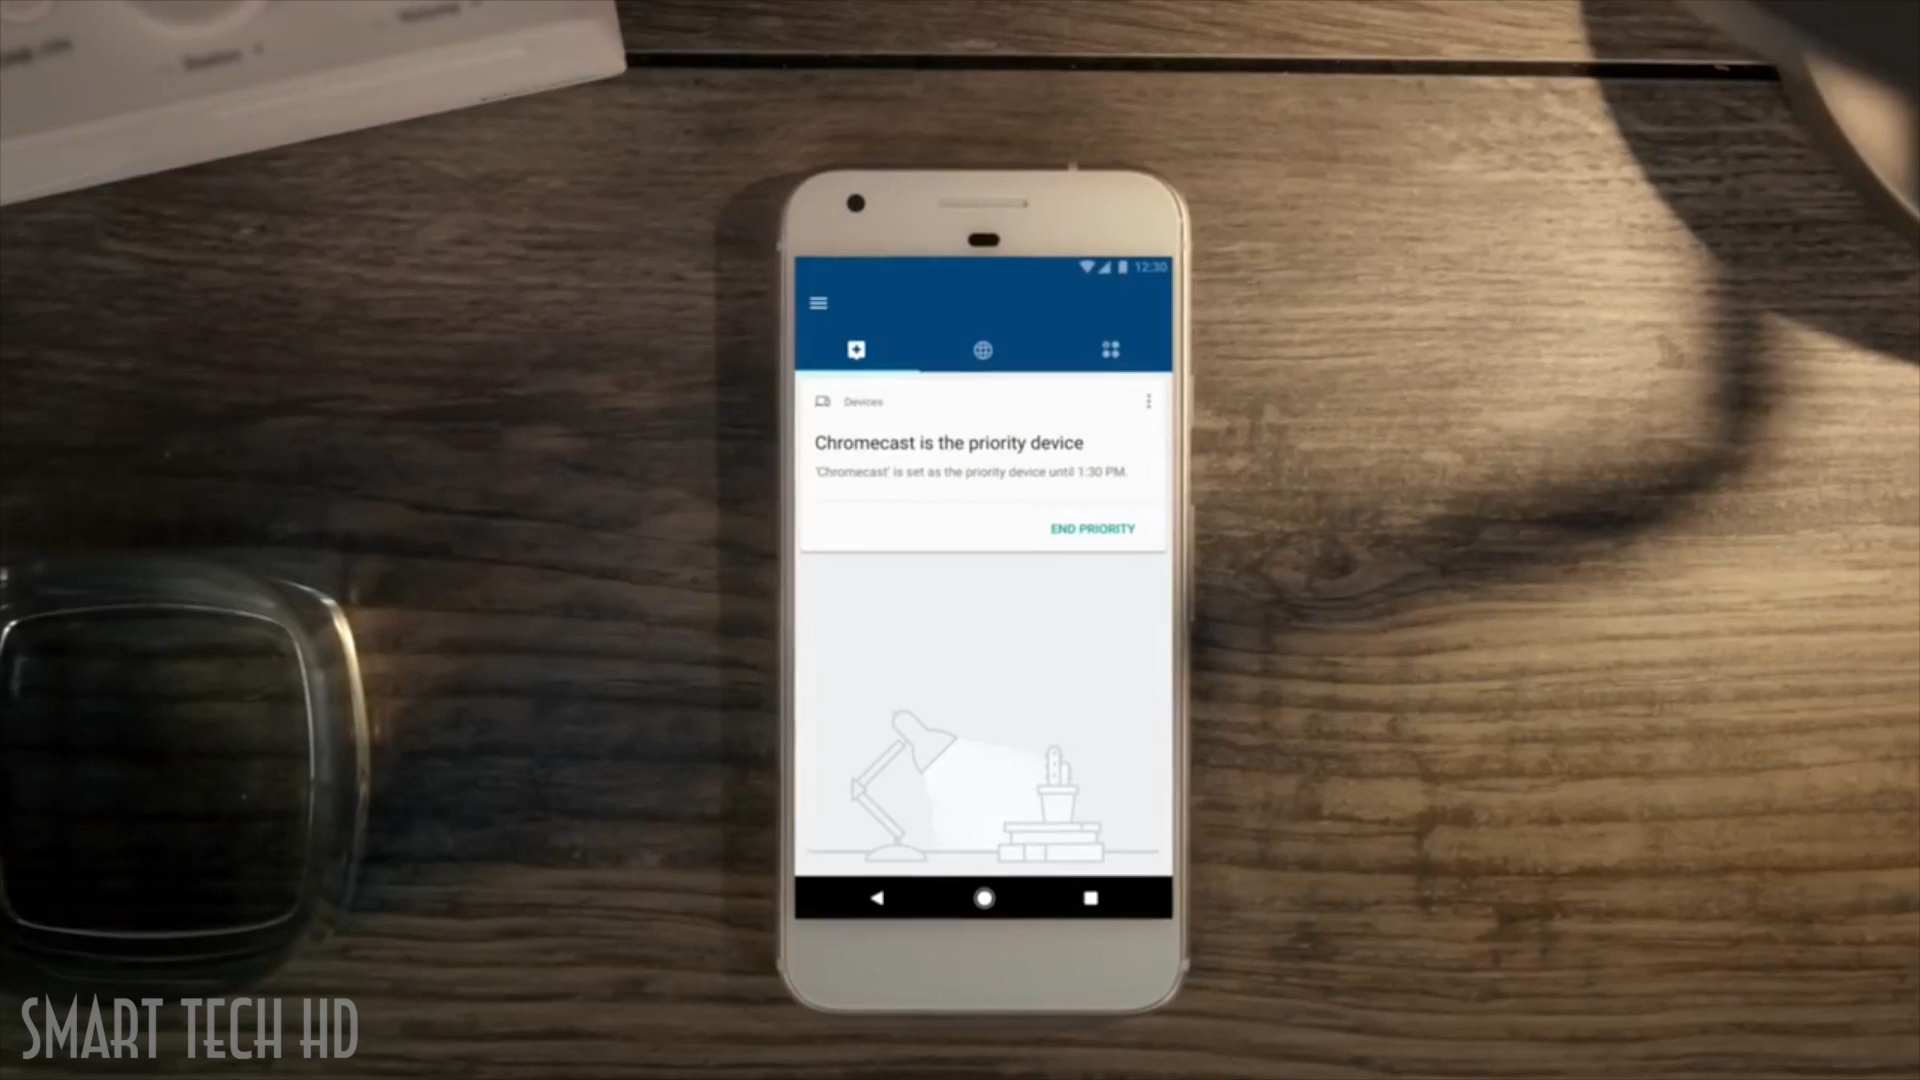 12:30
Devices
Chromecast is the priority device
'Chromecast' is set as the priority device until 1:30 PM.
END PRIORITY
SMART TECH HD